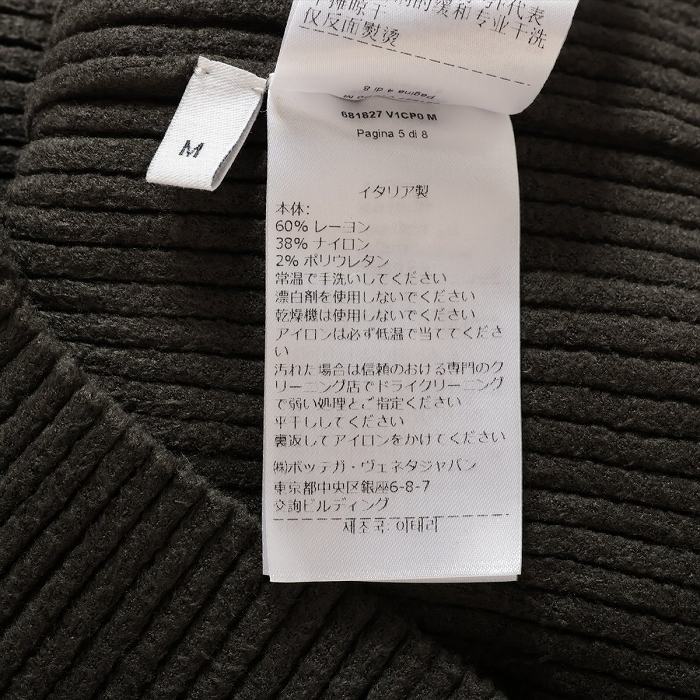 仅反面熨烫
Pagina 4 di 8
M
681827 V1CP0 M
Pagina 5 di 8
イタリア製
本体:
60% レーヨン
38% ナイロン
2% ポリウレタン
常温で手洗いしてください
漂白剤を使用しないでください
乾燥機は使用しないでください
アイロンは必ず低温で当ててくださ
い
汚れた場合は信頼のおける専門のク
リーニング店でドライクリーニング
で弱い処理とご指定ください
平干ししてください
裏返してアイロンをかけてください
㈱ボッテガ・ヴェネタジャパン
東京都中央区銀座6-8-7
交詢ビルディング
제조국: 이태리